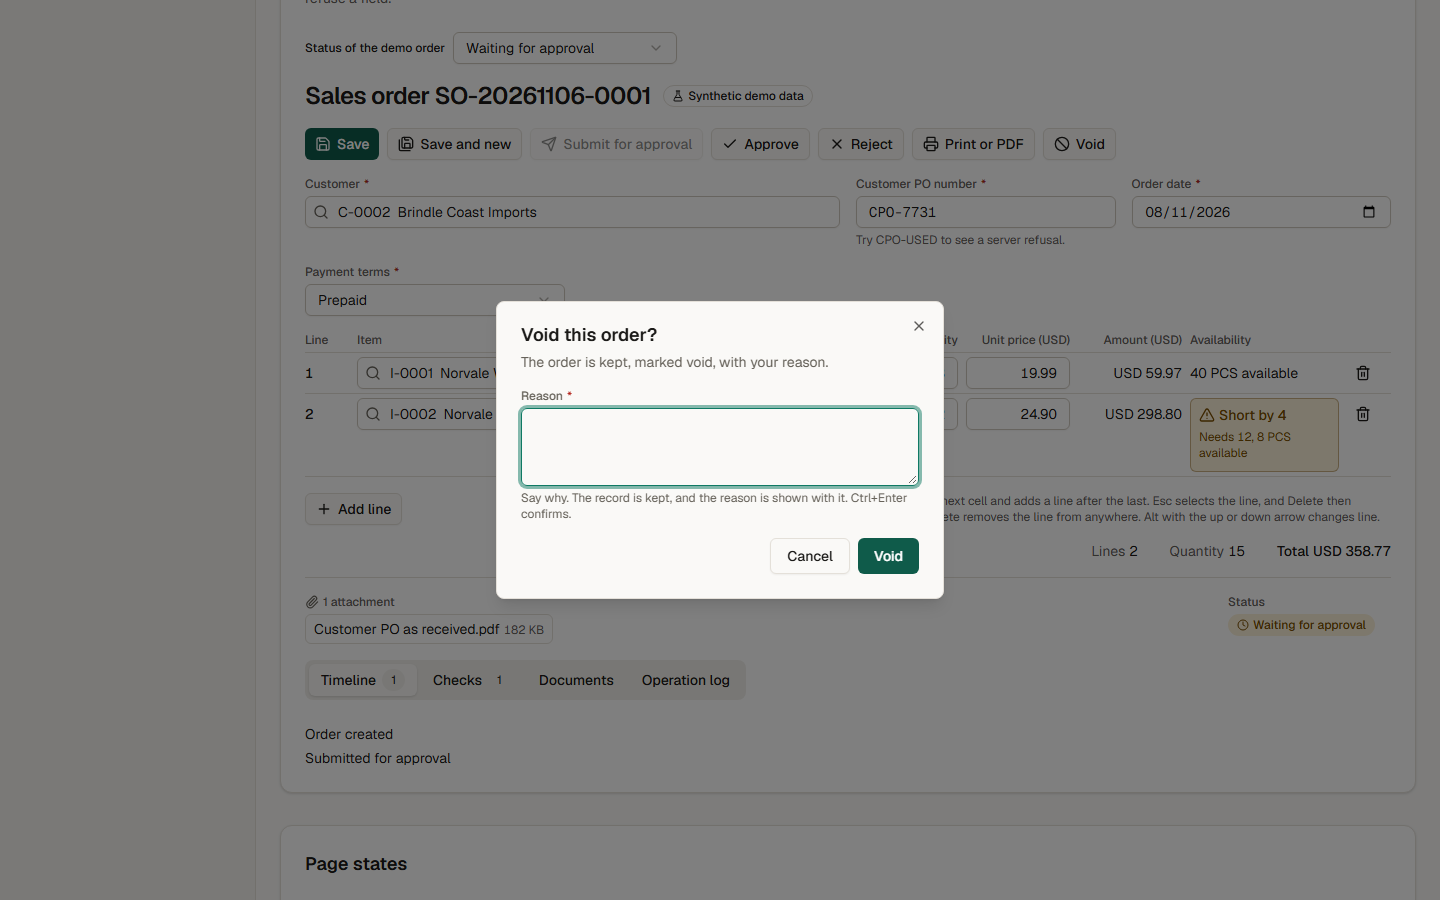 Status of the demo order
Waiting for approval
Sales order SO-20261106-0001
Synthetic demo data
Save
Save and new
Submit for approval
Approve
Reject
Print or PDF
Void
Customer *
Customer PO number *
Order date *
C-0002 Brindle Coast Imports
CPO-7731
08/11/2026
Try CPO-USED to see a server refusal.
Payment terms *
Prepaid
Void this order?
The order is kept, marked void, with your reason.
Reason *
Say why. The record is kept, and the reason is shown with it. Ctrl+Enter
confirms.
Cancel
Void
Line
Item
Unit price (USD)
Amount (USD)
Availability
1
I-0001 Norvale
19.99
USD 59.97
40 PCS available
2
I-0002 Norvale
24.90
USD 298.80
Short by 4
Needs 12, 8 PCS
available
Add line
next cell and adds a line after the last. Esc selects the line, and Delete then
removes the line from anywhere. Alt with the up or down arrow changes line.
Lines 2
Quantity 15
Total USD 358.77
1 attachment
Customer PO as received.pdf 182 KB
Status
Waiting for approval
Timeline 1
Checks 1
Documents
Operation log
Order created
Submitted for approval
Page states